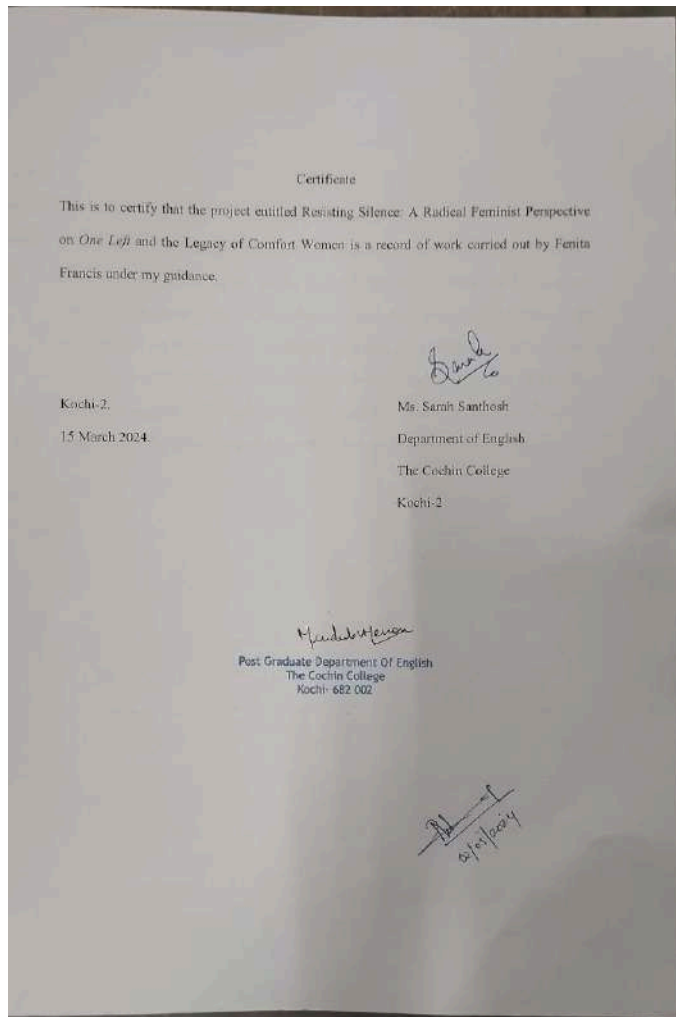 Certificate
This is to certify that the project entitled Resisting Silence: A Radical Feminist Perspective
on One Left and the Legacy of Comfort Women is a record of work carried out by Fenita
Francis under my guidance.
Sarah
Kochi-2.
Ms. Sarah Santhosh
15 March 2024.
Department of English
The Cochin College
Kochi-2
Post Graduate Department Of English
The Cochin College
Kochi- 682 002